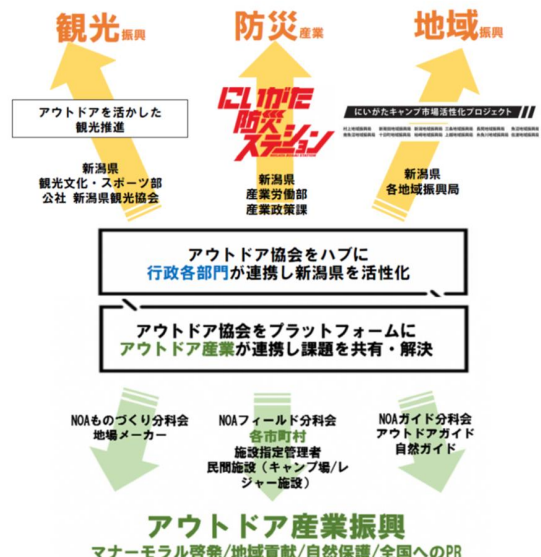 観光振興
防災産業
地域振興
アウトドアを活かした
観光推進
にいがた
防災
ステーション
にいがたキャンプ市場活性化プロジェクト
新潟県
観光文化・スポーツ部
公社 新潟県観光協会
新潟県
産業労働部
産業政策課
新潟県
各地域振興局
アウトドア協会をハブに
行政各部門が連携し新潟県を活性化
アウトドア協会をプラットフォームに
アウトドア産業が連携し課題を共有・解決
NOAものづくり分科会
地場メーカー
NOAフィールド分科会
各市町村
施設指定管理者
民間施設（キャンプ場/レ
ジャー施設）
NOAガイド分科会
アウトドアガイド
自然ガイド
アウトドア産業振興
マナーモラル啓発/地域貢献/自然保護/全国へのPR